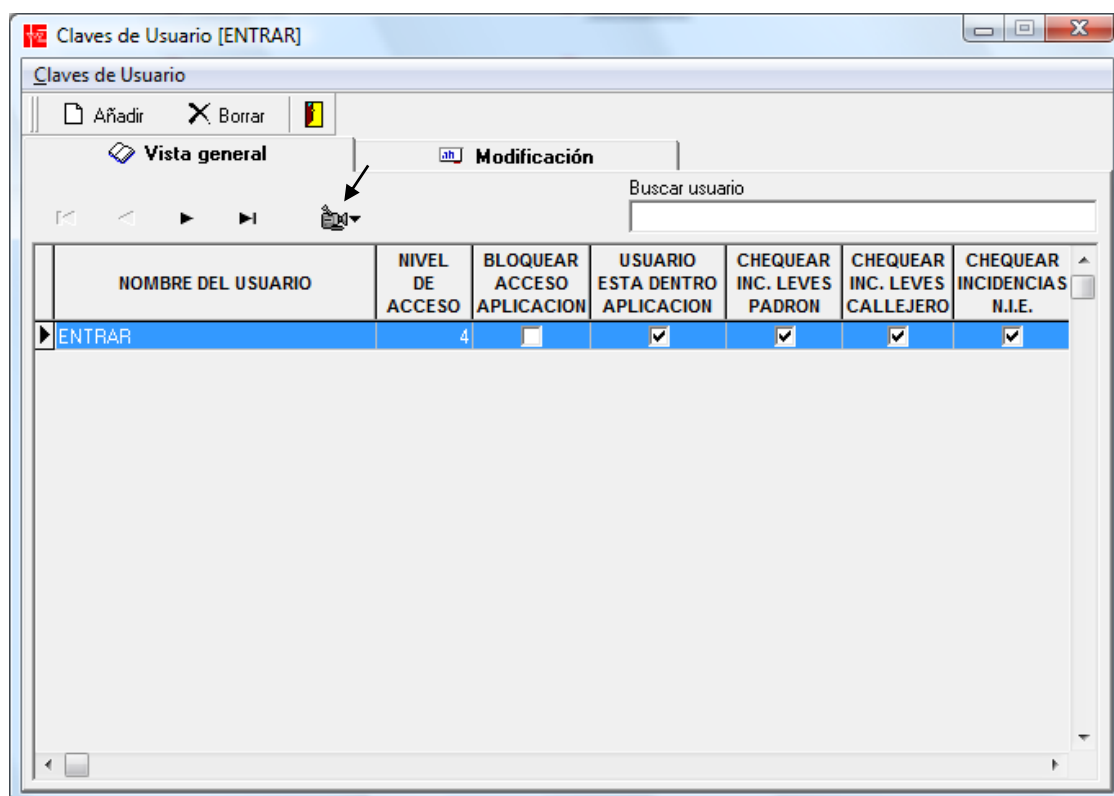 Claves de Usuario [ENTRAR]
Claves de Usuario
Añadir Borrar
Vista general Modificación
Buscar usuario
NOMBRE DEL USUARIO
NIVEL DE ACCESO
BLOQUEAR ACCESO APLICACION
USUARIO ESTA DENTRO APLICACION
CHEQUEAR INC. LEVES PADRON
CHEQUEAR INC. LEVES CALLEJERO
CHEQUEAR INCIDENCIAS N.I.E.
ENTRAR 4